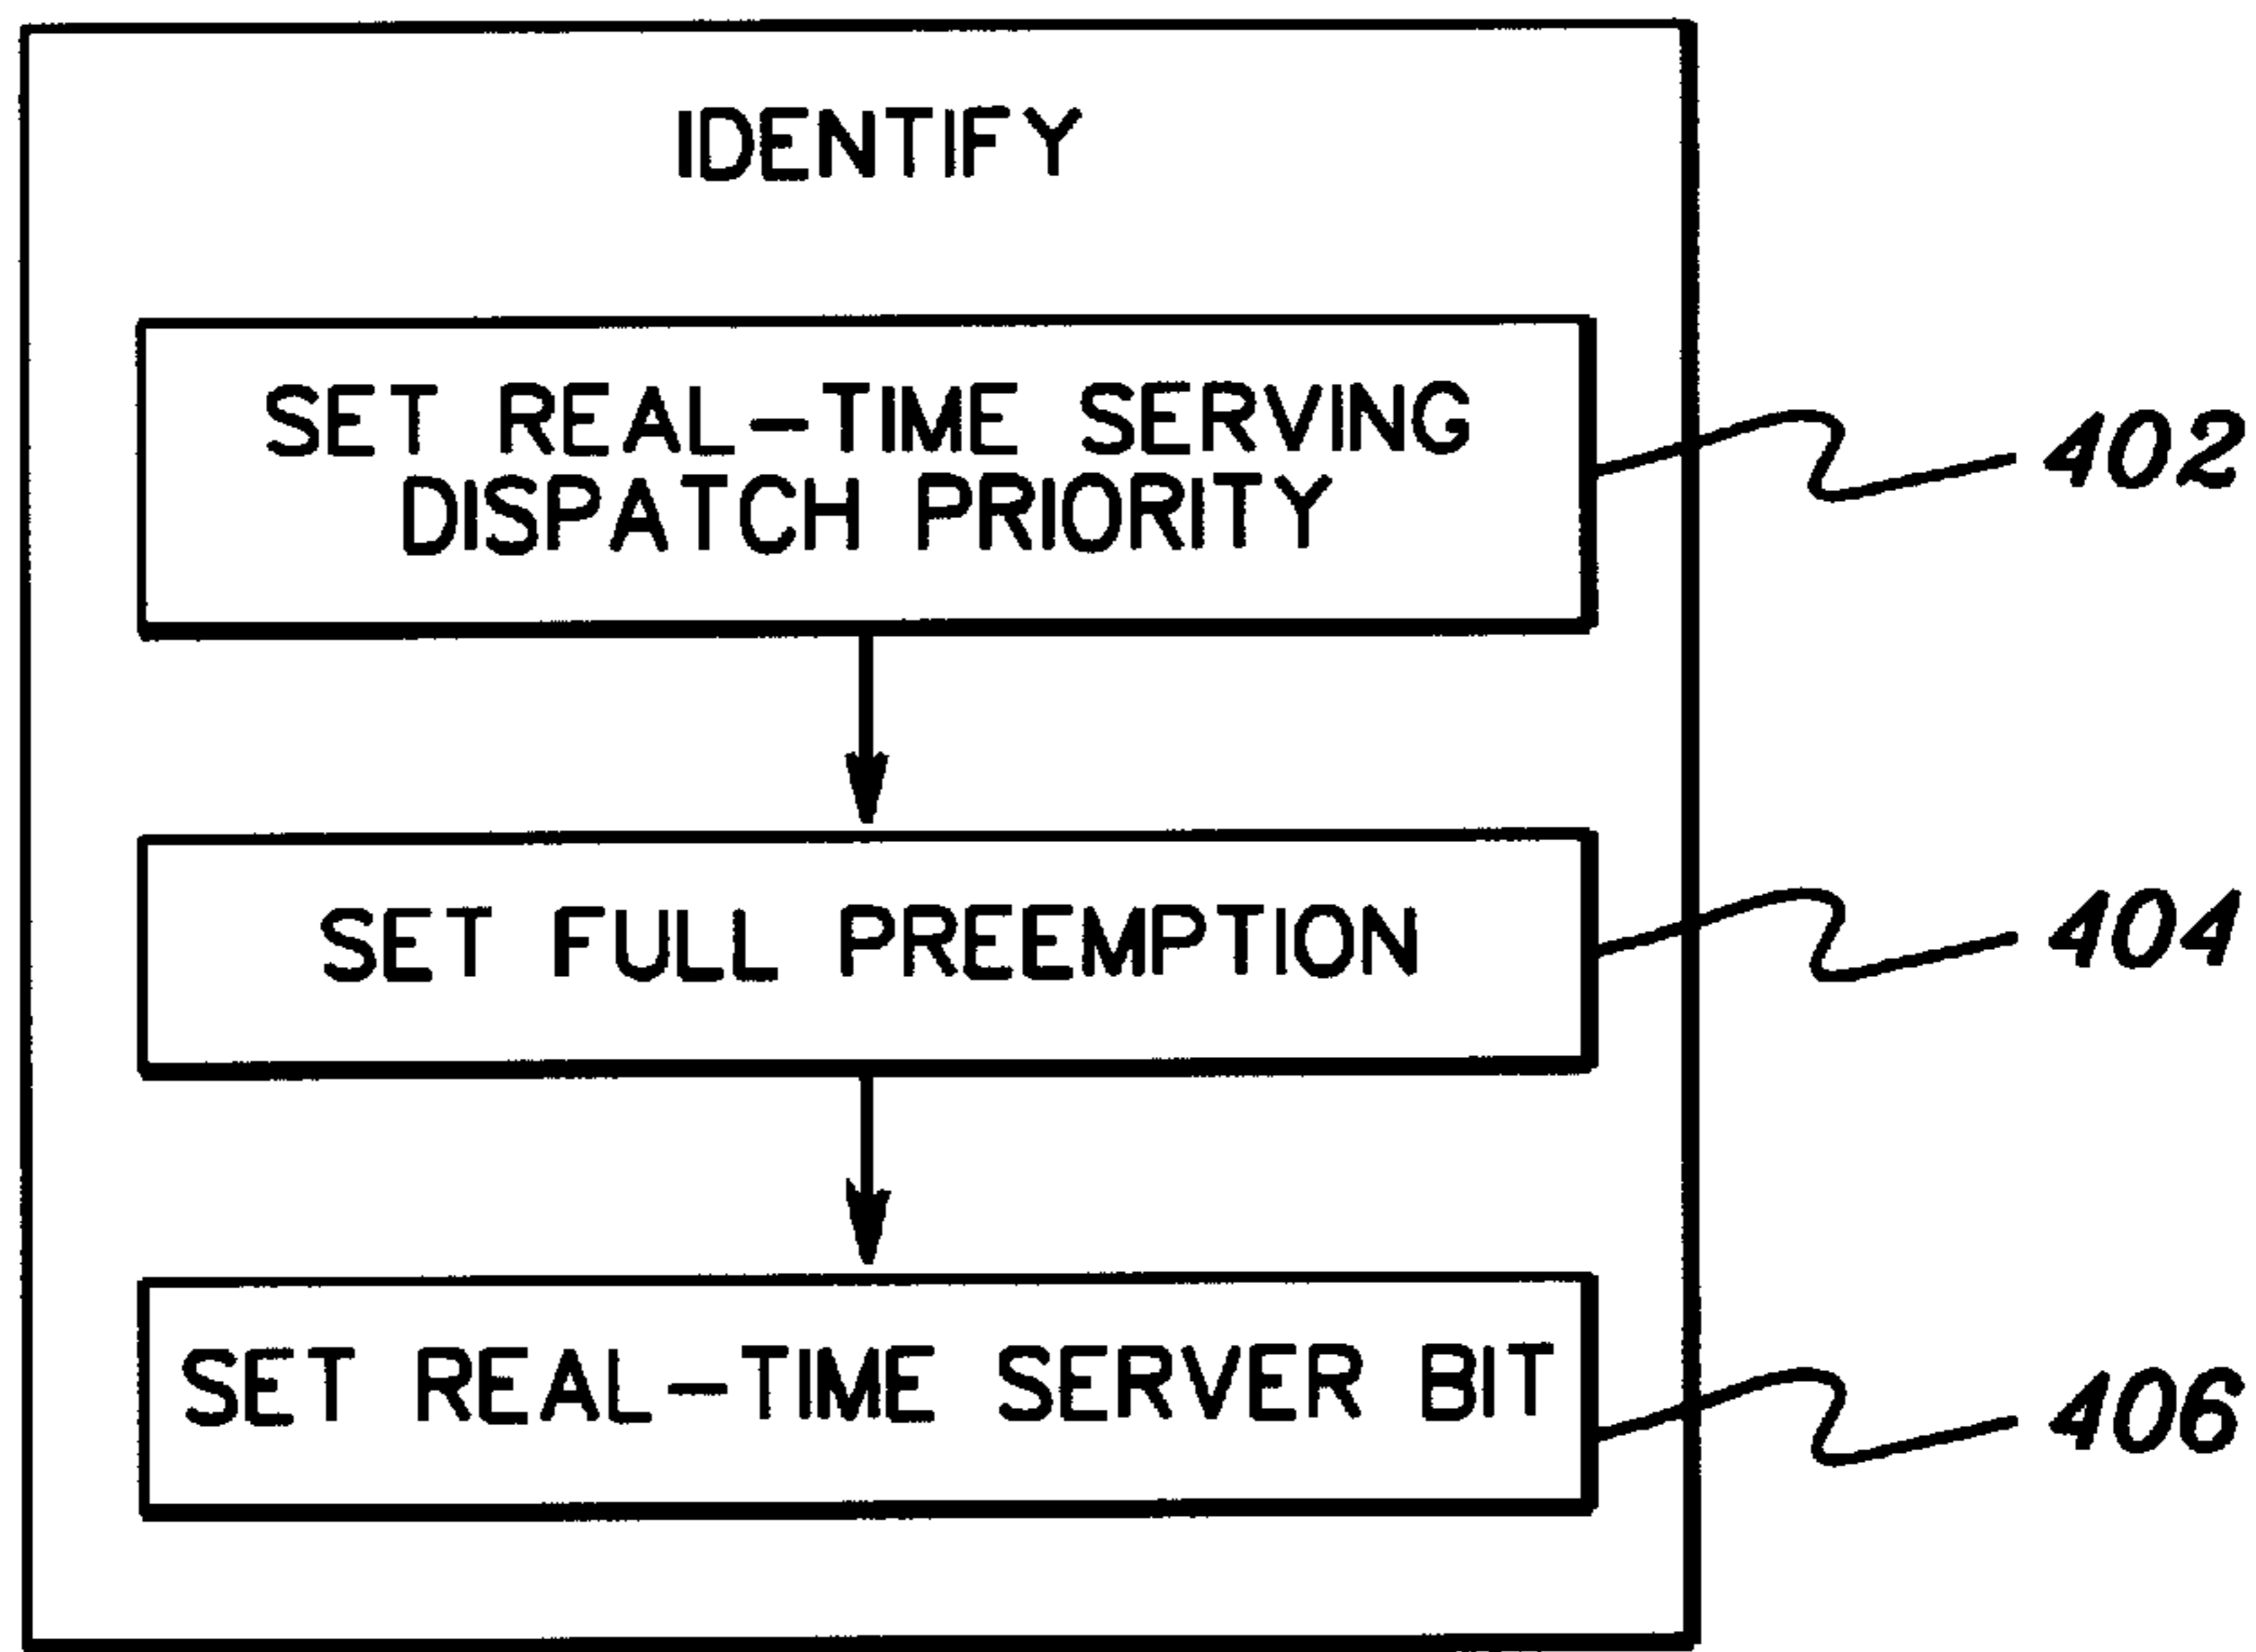 IDENTIFY
SET REAL-TIME SERVING
DISPATCH PRIORITY
402
SET FULL PREEMPTION
404
SET REAL-TIME SERVER BIT
406